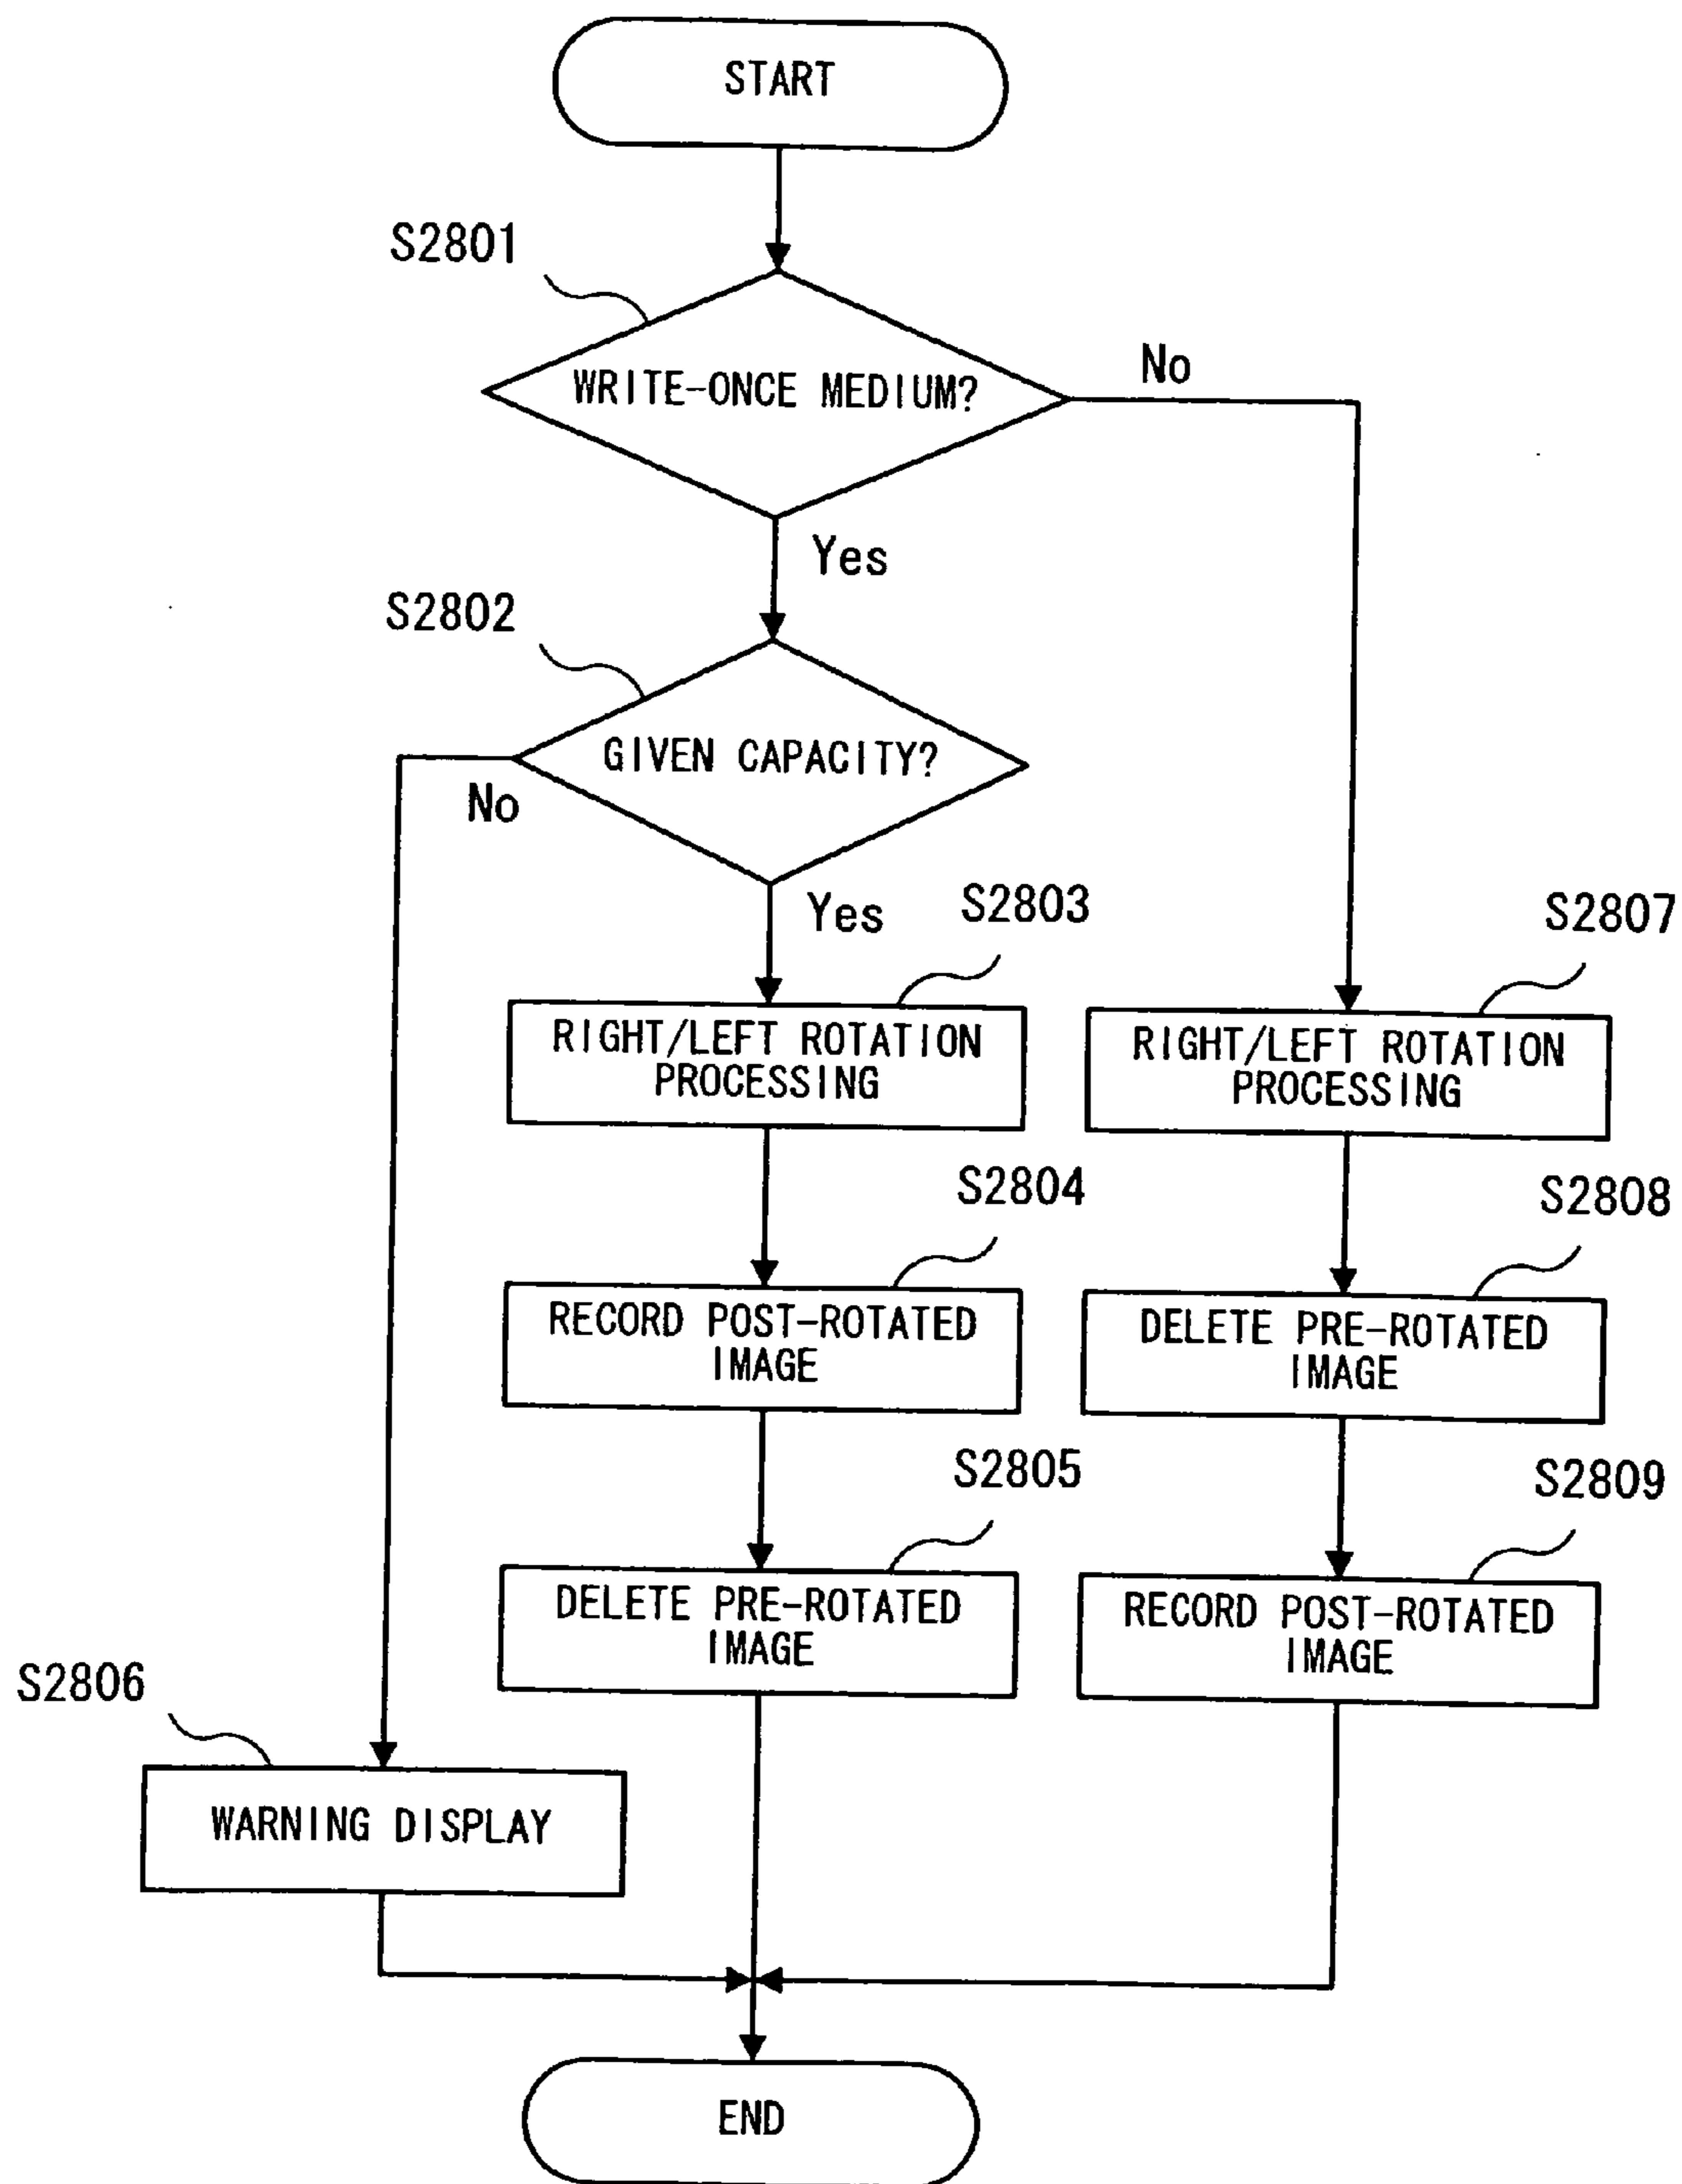 START
S2801
WRITE-ONCE MEDIUM?
No
Yes
S2802
GIVEN CAPACITY?
No
Yes
S2803
S2807
RIGHT/LEFT ROTATION
PROCESSING
RIGHT/LEFT ROTATION
PROCESSING
S2804
S2808
RECORD POST-ROTATED
IMAGE
DELETE PRE-ROTATED
IMAGE
S2805
S2809
DELETE PRE-ROTATED
IMAGE
RECORD POST-ROTATED
IMAGE
S2806
WARNING DISPLAY
END